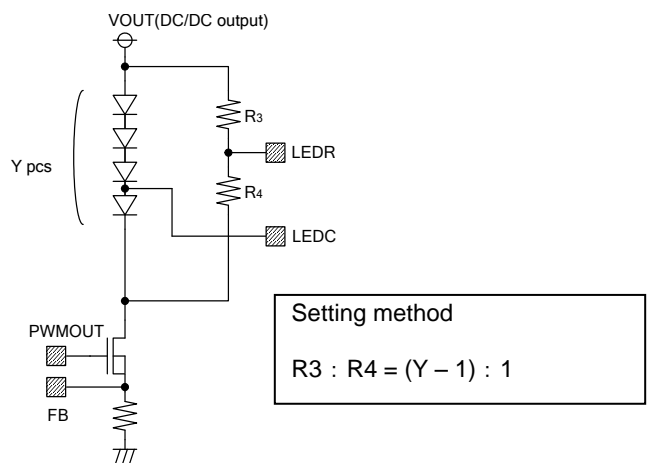 VOUT(DC/DC output)
R3
LEDR
Y pcs
R4
LEDC
PWMOUT
FB
Setting method
R3 : R4 = (Y – 1) : 1